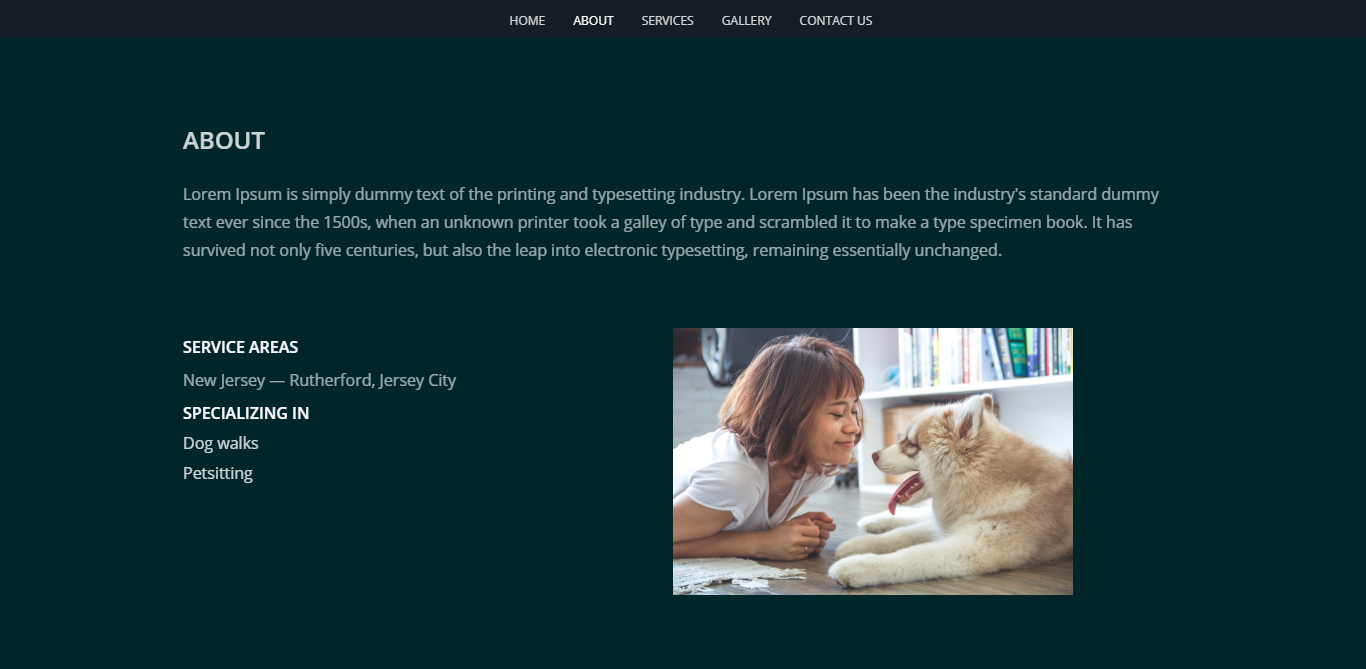 HOME ABOUT SERVICES GALLERY CONTACT US
ABOUT
Lorem Ipsum is simply dummy text of the printing and typesetting industry. Lorem Ipsum has been the industry's standard dummy
text ever since the 1500s, when an unknown printer took a galley of type and scrambled it to make a type specimen book. It has
survived not only five centuries, but also the leap into electronic typesetting, remaining essentially unchanged.
SERVICE AREAS
New Jersey — Rutherford, Jersey City
SPECIALIZING IN
Dog walks
Petsitting